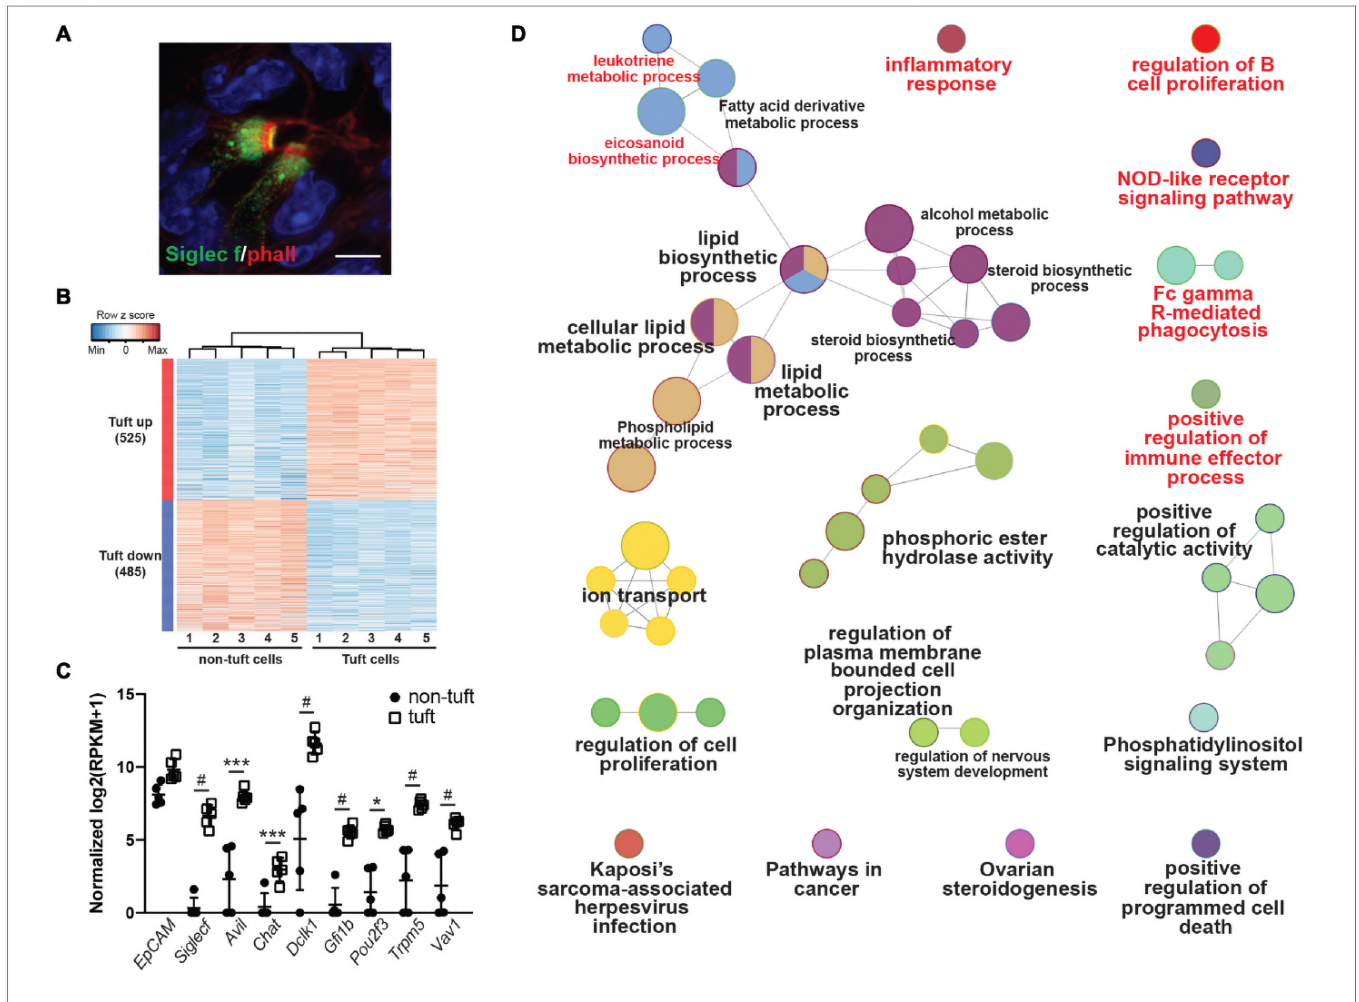 A
Siglec f/phall
B
Row z score
Min 0 Max
Tuft up
(525)
Tuft down
(485)
1 2 3 4 5 1 2 3 4 5
non-tuft cells Tuft cells
C
Normalized log2(RPKM+1)
15
10
5
0
non-tuft
tuft
# *** *** # # * # #
EpCAM Siglecf Avil Chat Dclk1 Gfi1b Pou2f3 Trpm5 Vav1
D
leukotriene
metabolic process
Fatty acid derivative
metabolic process
eicosanoid
biosynthetic process
inflammatory
response
regulation of B
cell proliferation
NOD-like receptor
signaling pathway
lipid
biosynthetic
process
alcohol metabolic
process
steroid biosynthetic
process
Fc gamma
R-mediated
phagocytosis
cellular lipid
metabolic process
steroid biosynthetic
process
lipid
metabolic
process
Phospholipid
metabolic process
positive
regulation of
immune effector
process
phosphoric ester
hydrolase activity
positive
regulation of
catalytic activity
ion transport
regulation of
plasma membrane
bounded cell
projection
organization
regulation of cell
proliferation
regulation of nervous
system development
Phosphatidylinositol
signaling system
Kaposi's
sarcoma-associated
herpesvirus
infection
Pathways in
cancer
Ovarian
steroidogenesis
positive
regulation of
programmed cell
death